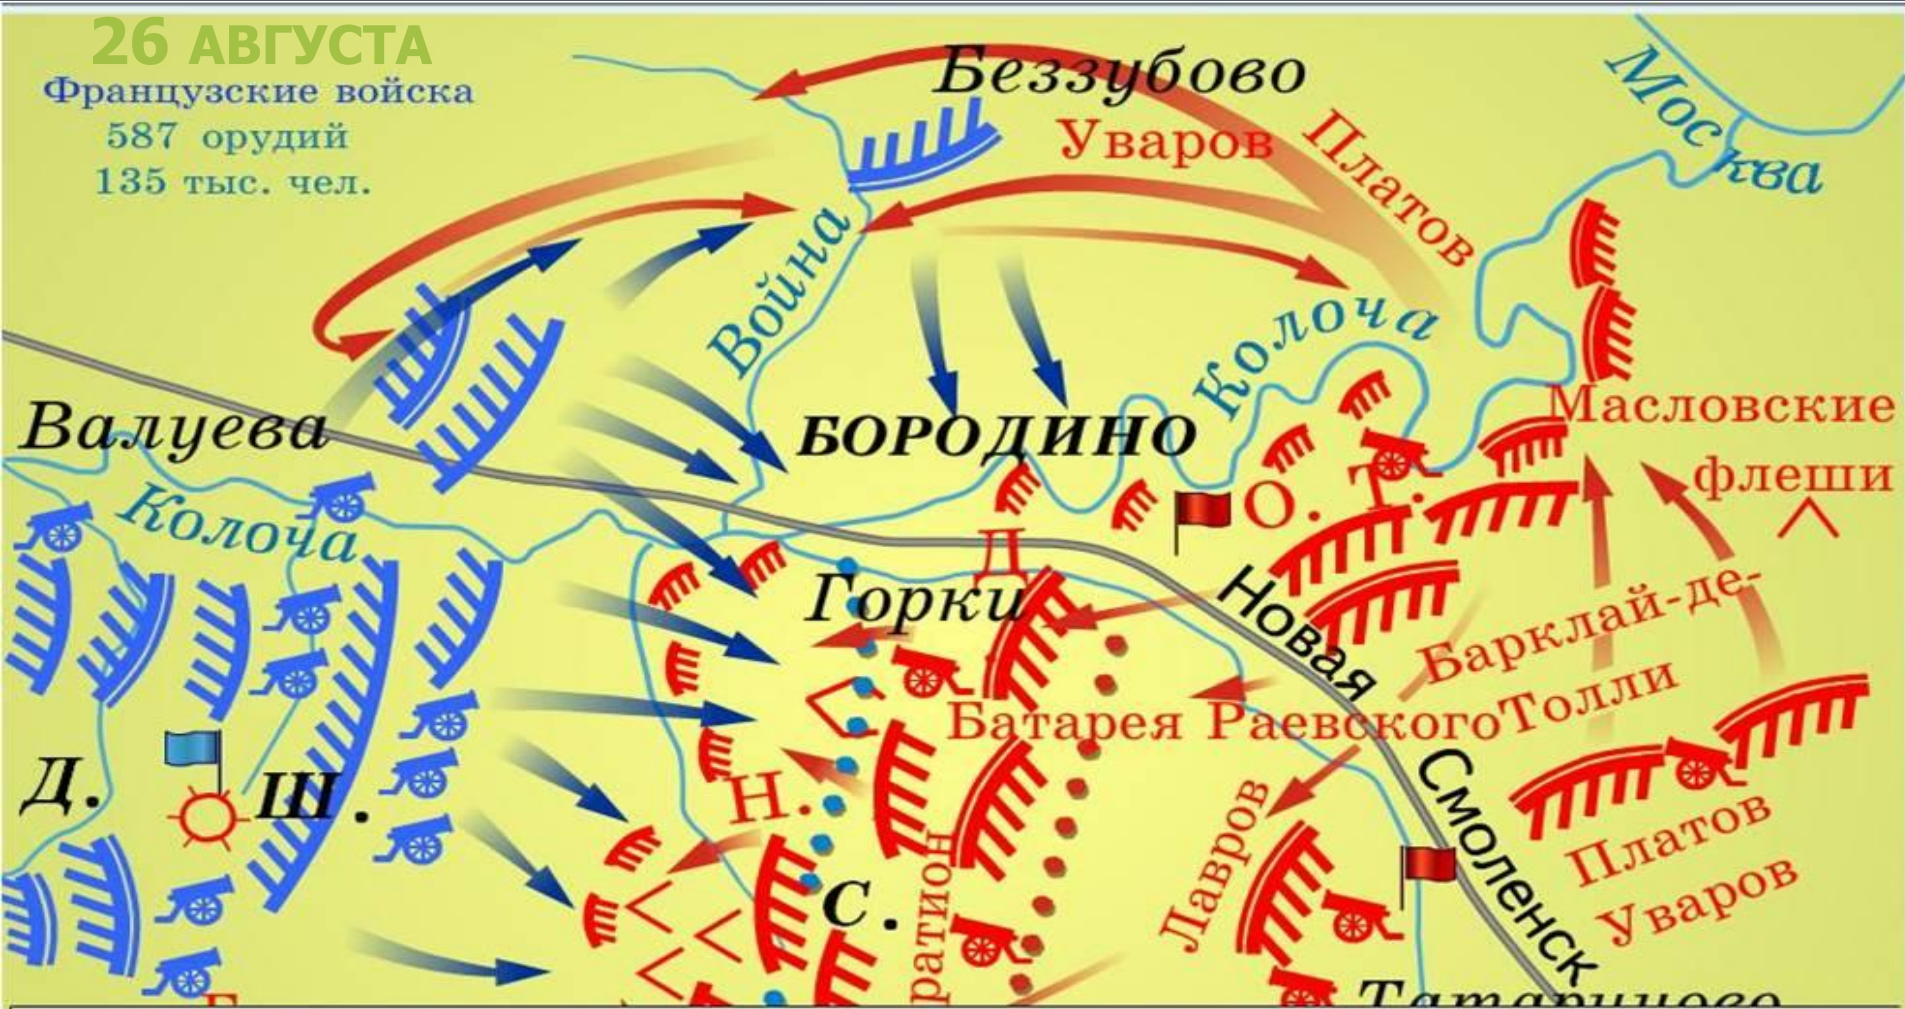 26 АВГУСТА
Французские войска
587 орудий
135 тыс. чел.
Беззубово
Уваров
Платов
Москва
Война
Колоча
Валуева
БОРОДИНО
Масловские
флеши
Колоча
О. Т.
Д
Горки
Новая
Барклай-де-
Толли
Батарея Раевского
Д.
Ш.
Н.
Смоленск
Платов
Уваров
Лавров
С.
ратион
Татариново